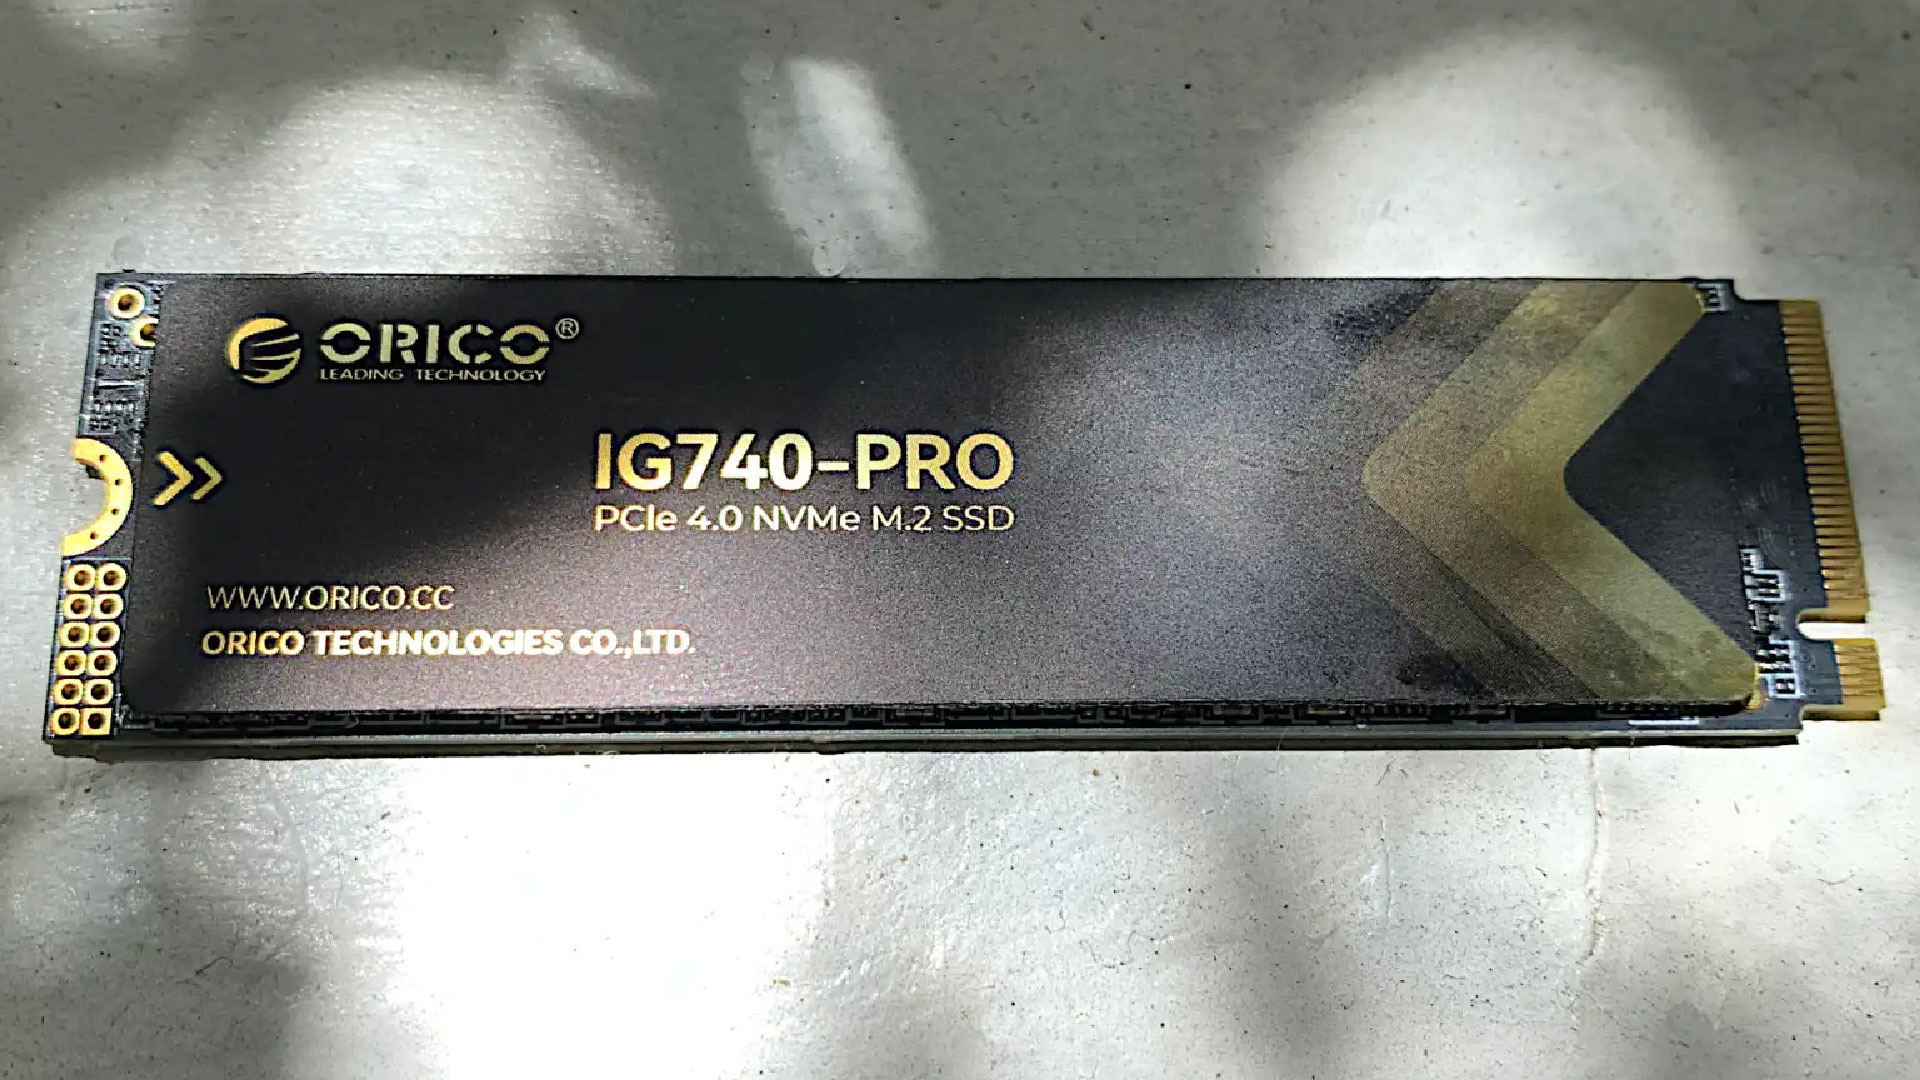 ORICO®
LEADING TECHNOLOGY
IG740-PRO
PCIe 4.0 NVMe M.2 SSD
WWW.ORICO.CC
ORICO TECHNOLOGIES CO.,LTD.